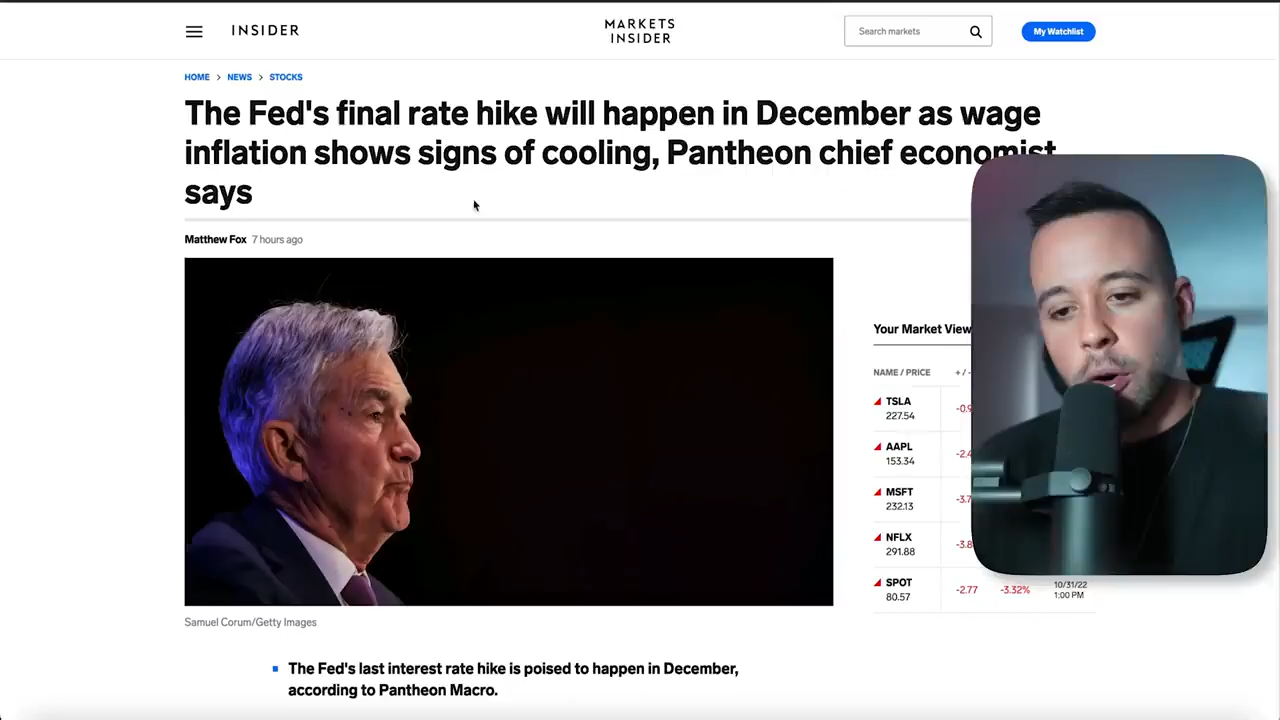 INSIDER
MARKETS
INSIDER
Search markets
My Watchlist
HOME > NEWS > STOCKS
The Fed's final rate hike will happen in December as wage
inflation shows signs of cooling, Pantheon chief economist
says
Matthew Fox 7 hours ago
Your Market View
NAME / PRICE + / -
TSLA
227.54
AAPL
153.34
MSFT
232.13
NFLX
291.88
SPOT
80.57
-2.77 -3.32%
10/31/22
1:00 PM
Samuel Corum/Getty Images
The Fed's last interest rate hike is poised to happen in December,
according to Pantheon Macro.